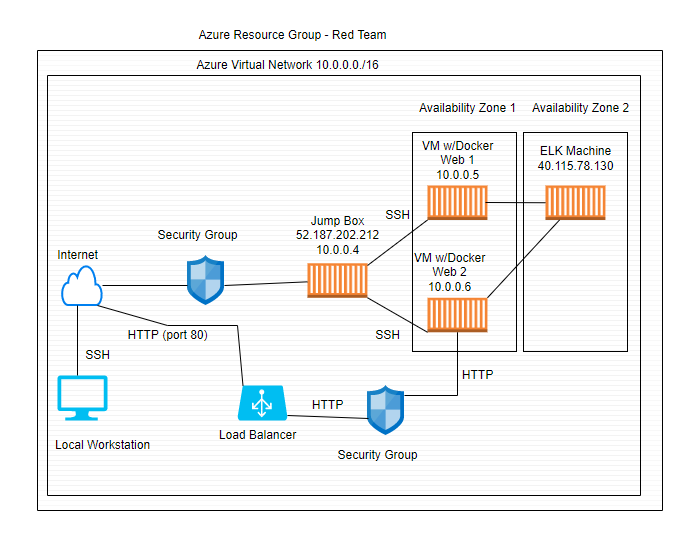 Azure Resource Group - Red Team
Azure Virtual Network 10.0.0.0./16
Availability Zone 1
Availability Zone 2
VM w/Docker
Web 1
10.0.0.5
ELK Machine
40.115.78.130
SSH
Jump Box
52.187.202.212
10.0.0.4
Security Group
Internet
VM w/Docker
Web 2
10.0.0.6
HTTP (port 80)
SSH
SSH
HTTP
HTTP
Load Balancer
Local Workstation
Security Group